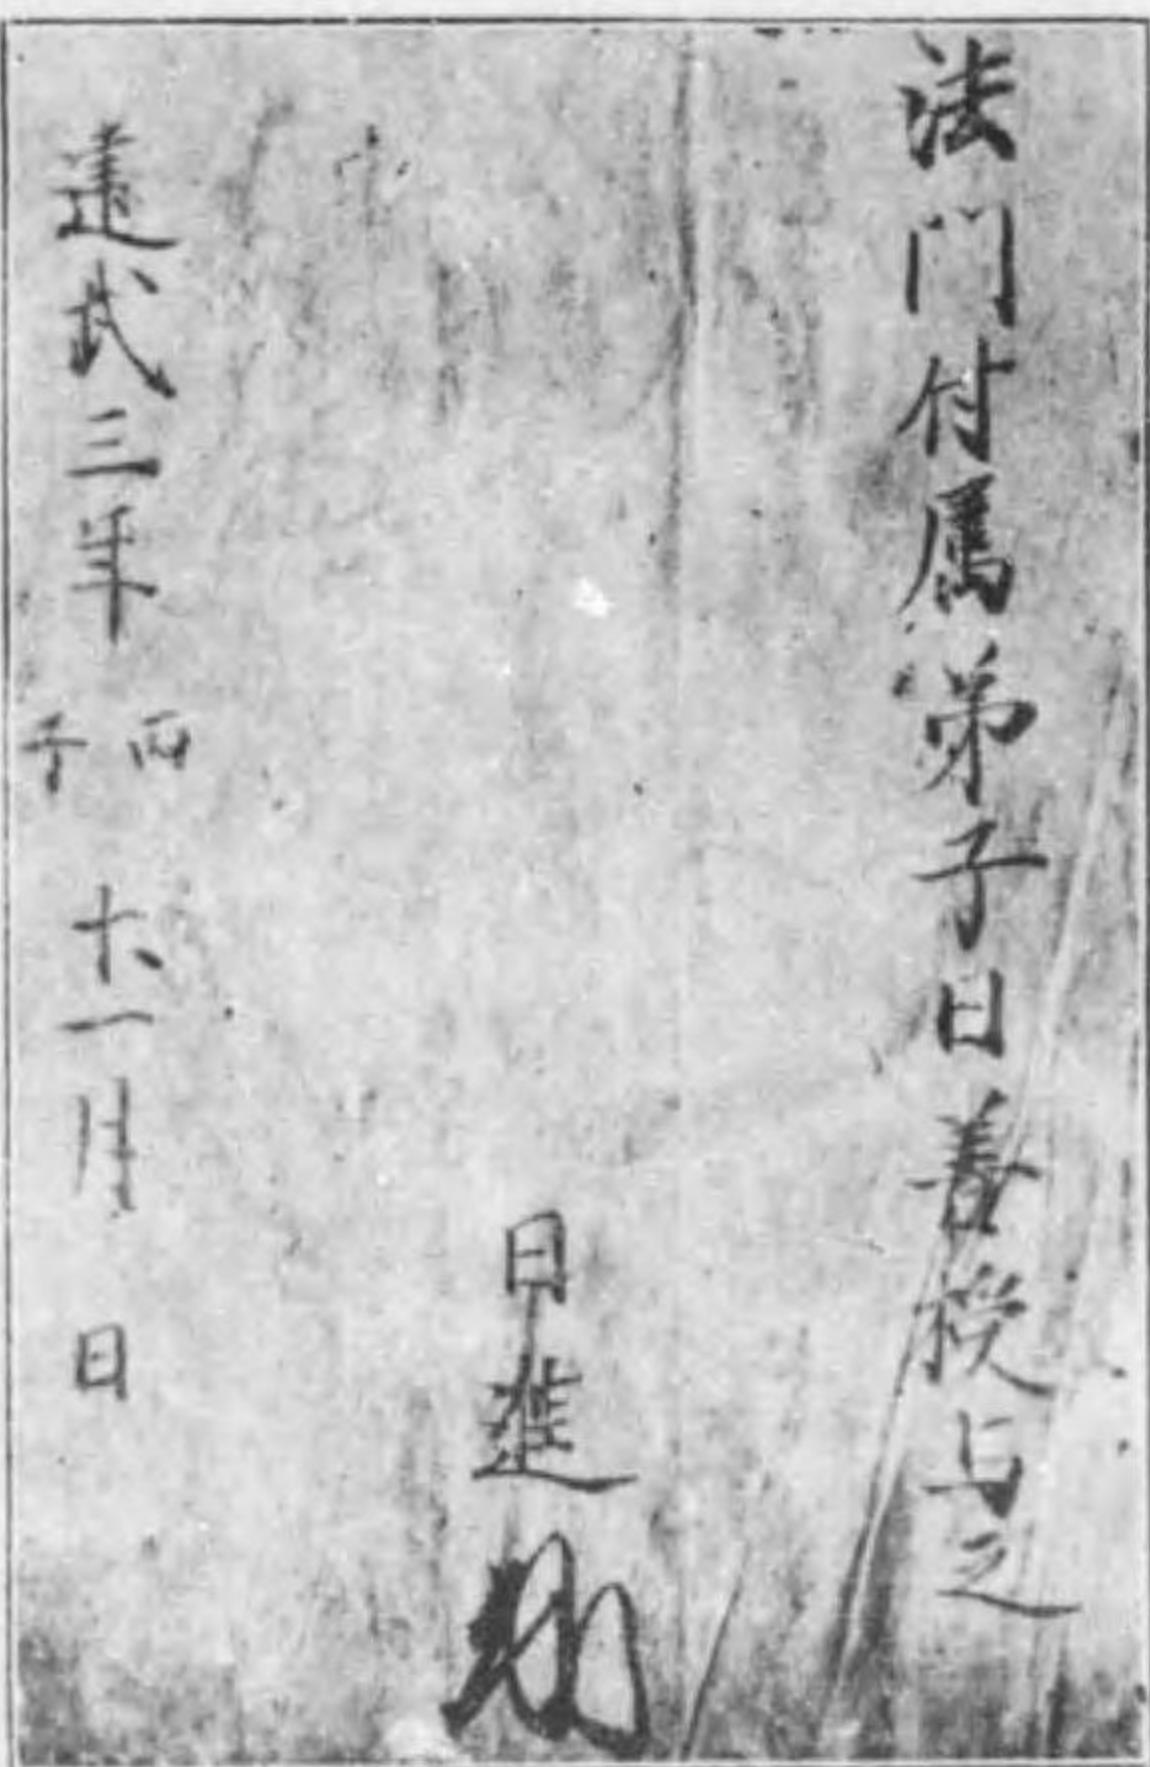 法門付属弟子日善授与之
日進
建武三年丙子十一月 日